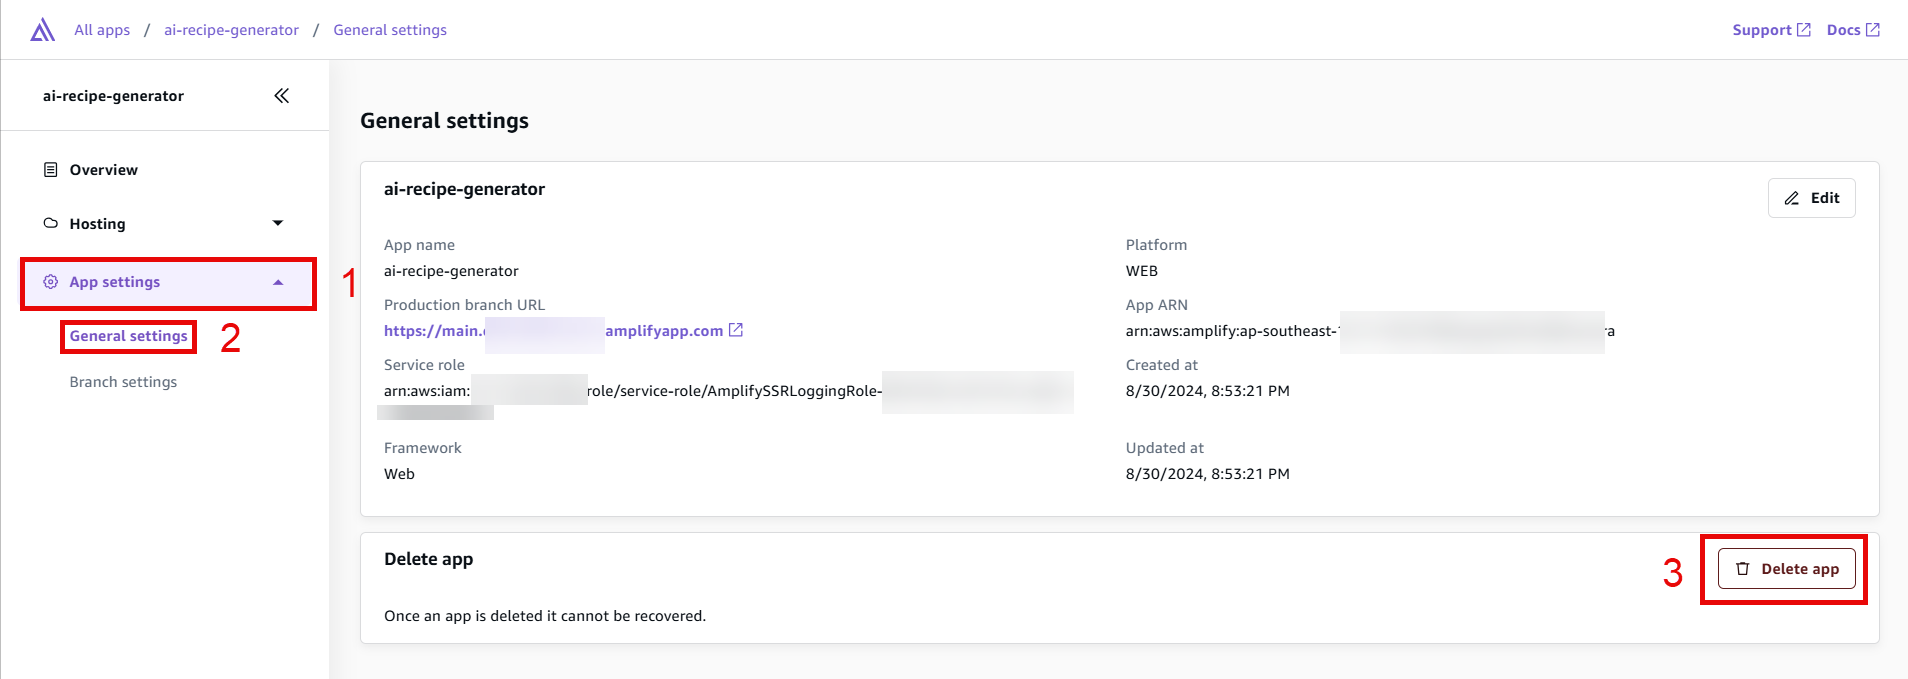 All apps / ai-recipe-generator / General settings
Support Docs
ai-recipe-generator
Overview
Hosting
App settings
1
General settings
2
Branch settings
General settings
ai-recipe-generator
Edit
App name
ai-recipe-generator
Platform
WEB
Production branch URL
https://main. amplifyapp.com
App ARN
arn:aws:amplify:ap-southeast- ra
Service role
arn:aws:iam: role/service-role/AmplifySSRLoggingRole-
Created at
8/30/2024, 8:53:21 PM
Framework
Web
Updated at
8/30/2024, 8:53:21 PM
Delete app
3
Delete app
Once an app is deleted it cannot be recovered.